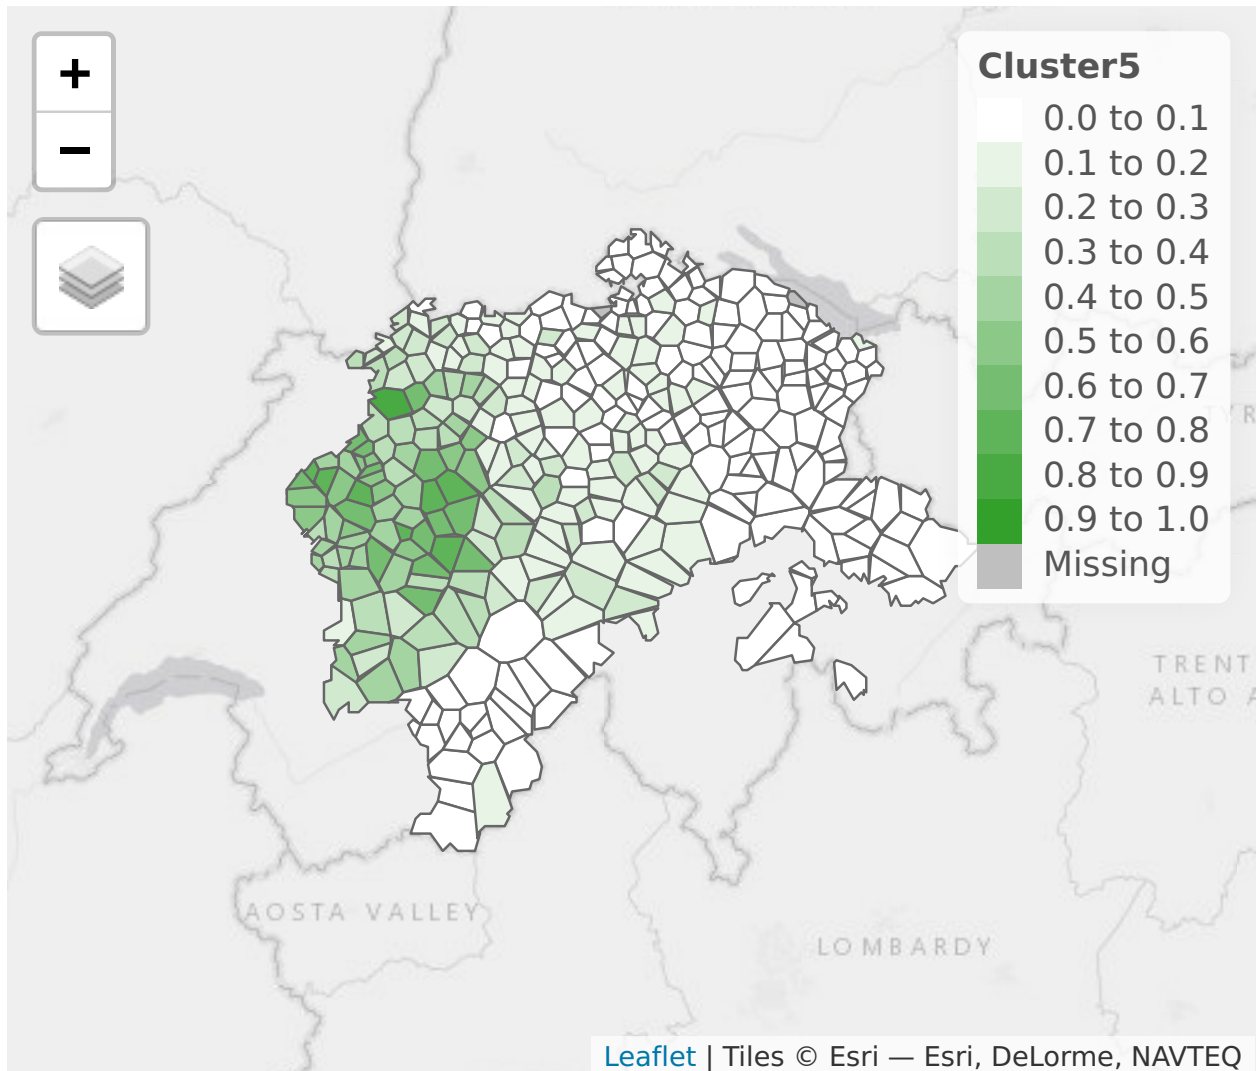 +
−
Cluster5
0.0 to 0.1
0.1 to 0.2
0.2 to 0.3
0.3 to 0.4
0.4 to 0.5
0.5 to 0.6
0.6 to 0.7
0.7 to 0.8
0.8 to 0.9
0.9 to 1.0
Missing
TYR
TRENT
ALTO A
AOSTA VALLEY
LOMBARDY
Leaflet | Tiles © Esri — Esri, DeLorme, NAVTEQ